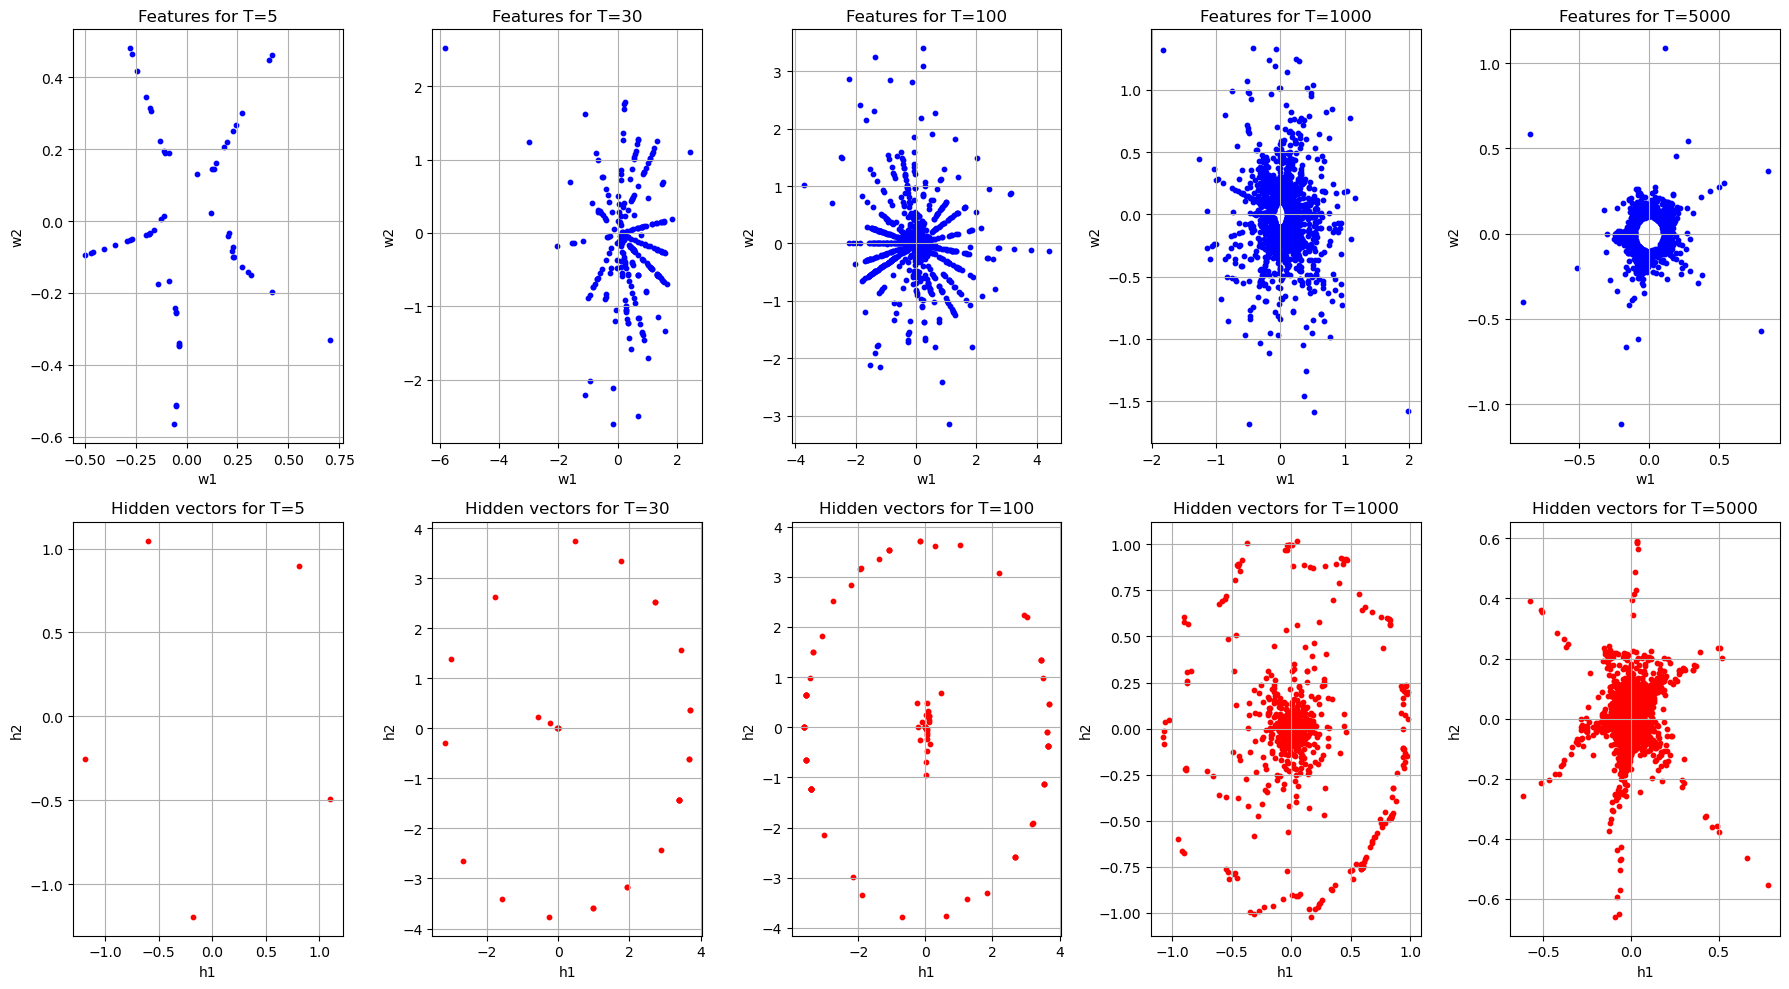 Features for T=5
Features for T=30
Features for T=100
Features for T=1000
Features for T=5000
w2
0.4
0.2
0.0
−0.2
−0.4
−0.6
−0.50 −0.25 0.00 0.25 0.50 0.75
w1
w2
2
1
0
−1
−2
−6 −4 −2 0 2
w1
w2
3
2
1
0
−1
−2
−3
−4 −2 0 2 4
w1
w2
1.0
0.5
0.0
−0.5
−1.0
−1.5
−2 −1 0 1 2
w1
w2
1.0
0.5
0.0
−0.5
−1.0
−0.5 0.0 0.5
w1
Hidden vectors for T=5
Hidden vectors for T=30
Hidden vectors for T=100
Hidden vectors for T=1000
Hidden vectors for T=5000
h2
1.0
0.5
0.0
−0.5
−1.0
−1.0 −0.5 0.0 0.5 1.0
h1
h2
4
3
2
1
0
−1
−2
−3
−4
−2 0 2 4
h1
h2
4
3
2
1
0
−1
−2
−3
−4
−2 0 2 4
h1
h2
1.00
0.75
0.50
0.25
0.00
−0.25
−0.50
−0.75
−1.00
−1.0 −0.5 0.0 0.5 1.0
h1
h2
0.6
0.4
0.2
0.0
−0.2
−0.4
−0.6
−0.5 0.0 0.5
h1